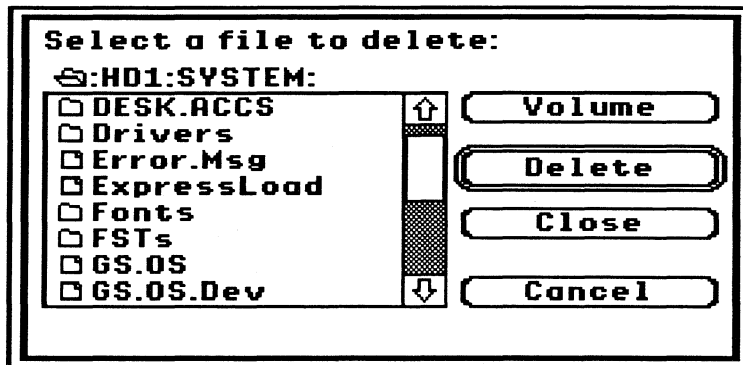 Select a file to delete:
:HD1:SYSTEM:
DESK.ACCS
Drivers
Error.Msg
ExpressLoad
Fonts
FSTs
GS.OS
GS.OS.Dev
Volume
Delete
Close
Cancel